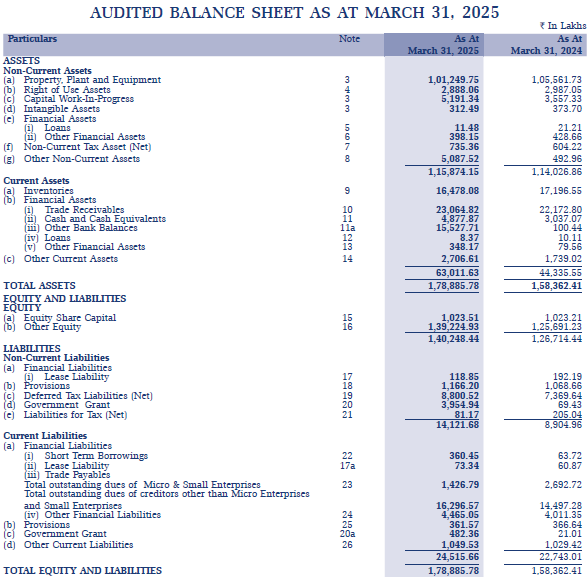 AUDITED BALANCE SHEET AS AT MARCH 31, 2025
₹ In Lakhs
Particulars Note As At As At
March 31, 2025 March 31, 2024
ASSETS
Non-Current Assets
(a) Property, Plant and Equipment 3 1,01,249.75 1,05,561.73
(b) Right of Use Assets 4 2,888.06 2,987.05
(c) Capital Work-In-Progress 3 5,191.34 3,557.33
(d) Intangible Assets 3 312.49 373.70
(e) Financial Assets
(i) Loans 5 11.48 21.21
(ii) Other Financial Assets 6 398.15 428.66
(f) Non-Current Tax Asset (Net) 7 735.36 604.22
(g) Other Non-Current Assets 8 5,087.52 492.96
1,15,874.15 1,14,026.86
Current Assets
(a) Inventories 9 16,478.08 17,196.55
(b) Financial Assets
(i) Trade Receivables 10 23,064.82 22,172.80
(ii) Cash and Cash Equivalents 11 4,877.87 3,037.07
(iii) Other Bank Balances 11a 15,527.71 100.44
(iv) Loans 12 8.37 10.11
(v) Other Financial Assets 13 348.17 79.56
(c) Other Current Assets 14 2,706.61 1,739.02
63,011.63 44,335.55
TOTAL ASSETS 1,78,885.78 1,58,362.41
EQUITY AND LIABILITIES
EQUITY
(a) Equity Share Capital 15 1,023.51 1,023.21
(b) Other Equity 16 1,39,224.93 1,25,691.23
1,40,248.44 1,26,714.44
LIABILITIES
Non-Current Liabilities
(a) Financial Liabilities
(i) Lease Liability 17 118.85 192.19
(b) Provisions 18 1,166.20 1,068.66
(c) Deferred Tax Liabilities (Net) 19 8,800.52 7,369.64
(d) Government Grant 20 3,954.94 69.43
(e) Liabilities for Tax (Net) 21 81.17 205.04
14,121.68 8,904.96
Current Liabilities
(a) Financial Liabilities
(i) Short Term Borrowings 22 360.45 63.72
(ii) Lease Liability 17a 73.34 60.87
(iii) Trade Payables
Total outstanding dues of Micro & Small Enterprises 23 1,426.79 2,692.72
Total outstanding dues of creditors other than Micro Enterprises
and Small Enterprises 16,296.57 14,497.28
(iv) Other Financial Liabilities 24 4,465.05 4,011.35
(b) Provisions 25 361.57 366.64
(c) Government Grant 20a 482.36 21.01
(d) Other Current Liabilities 26 1,049.53 1,029.42
24,515.66 22,743.01
TOTAL EQUITY AND LIABILITIES 1,78,885.78 1,58,362.41